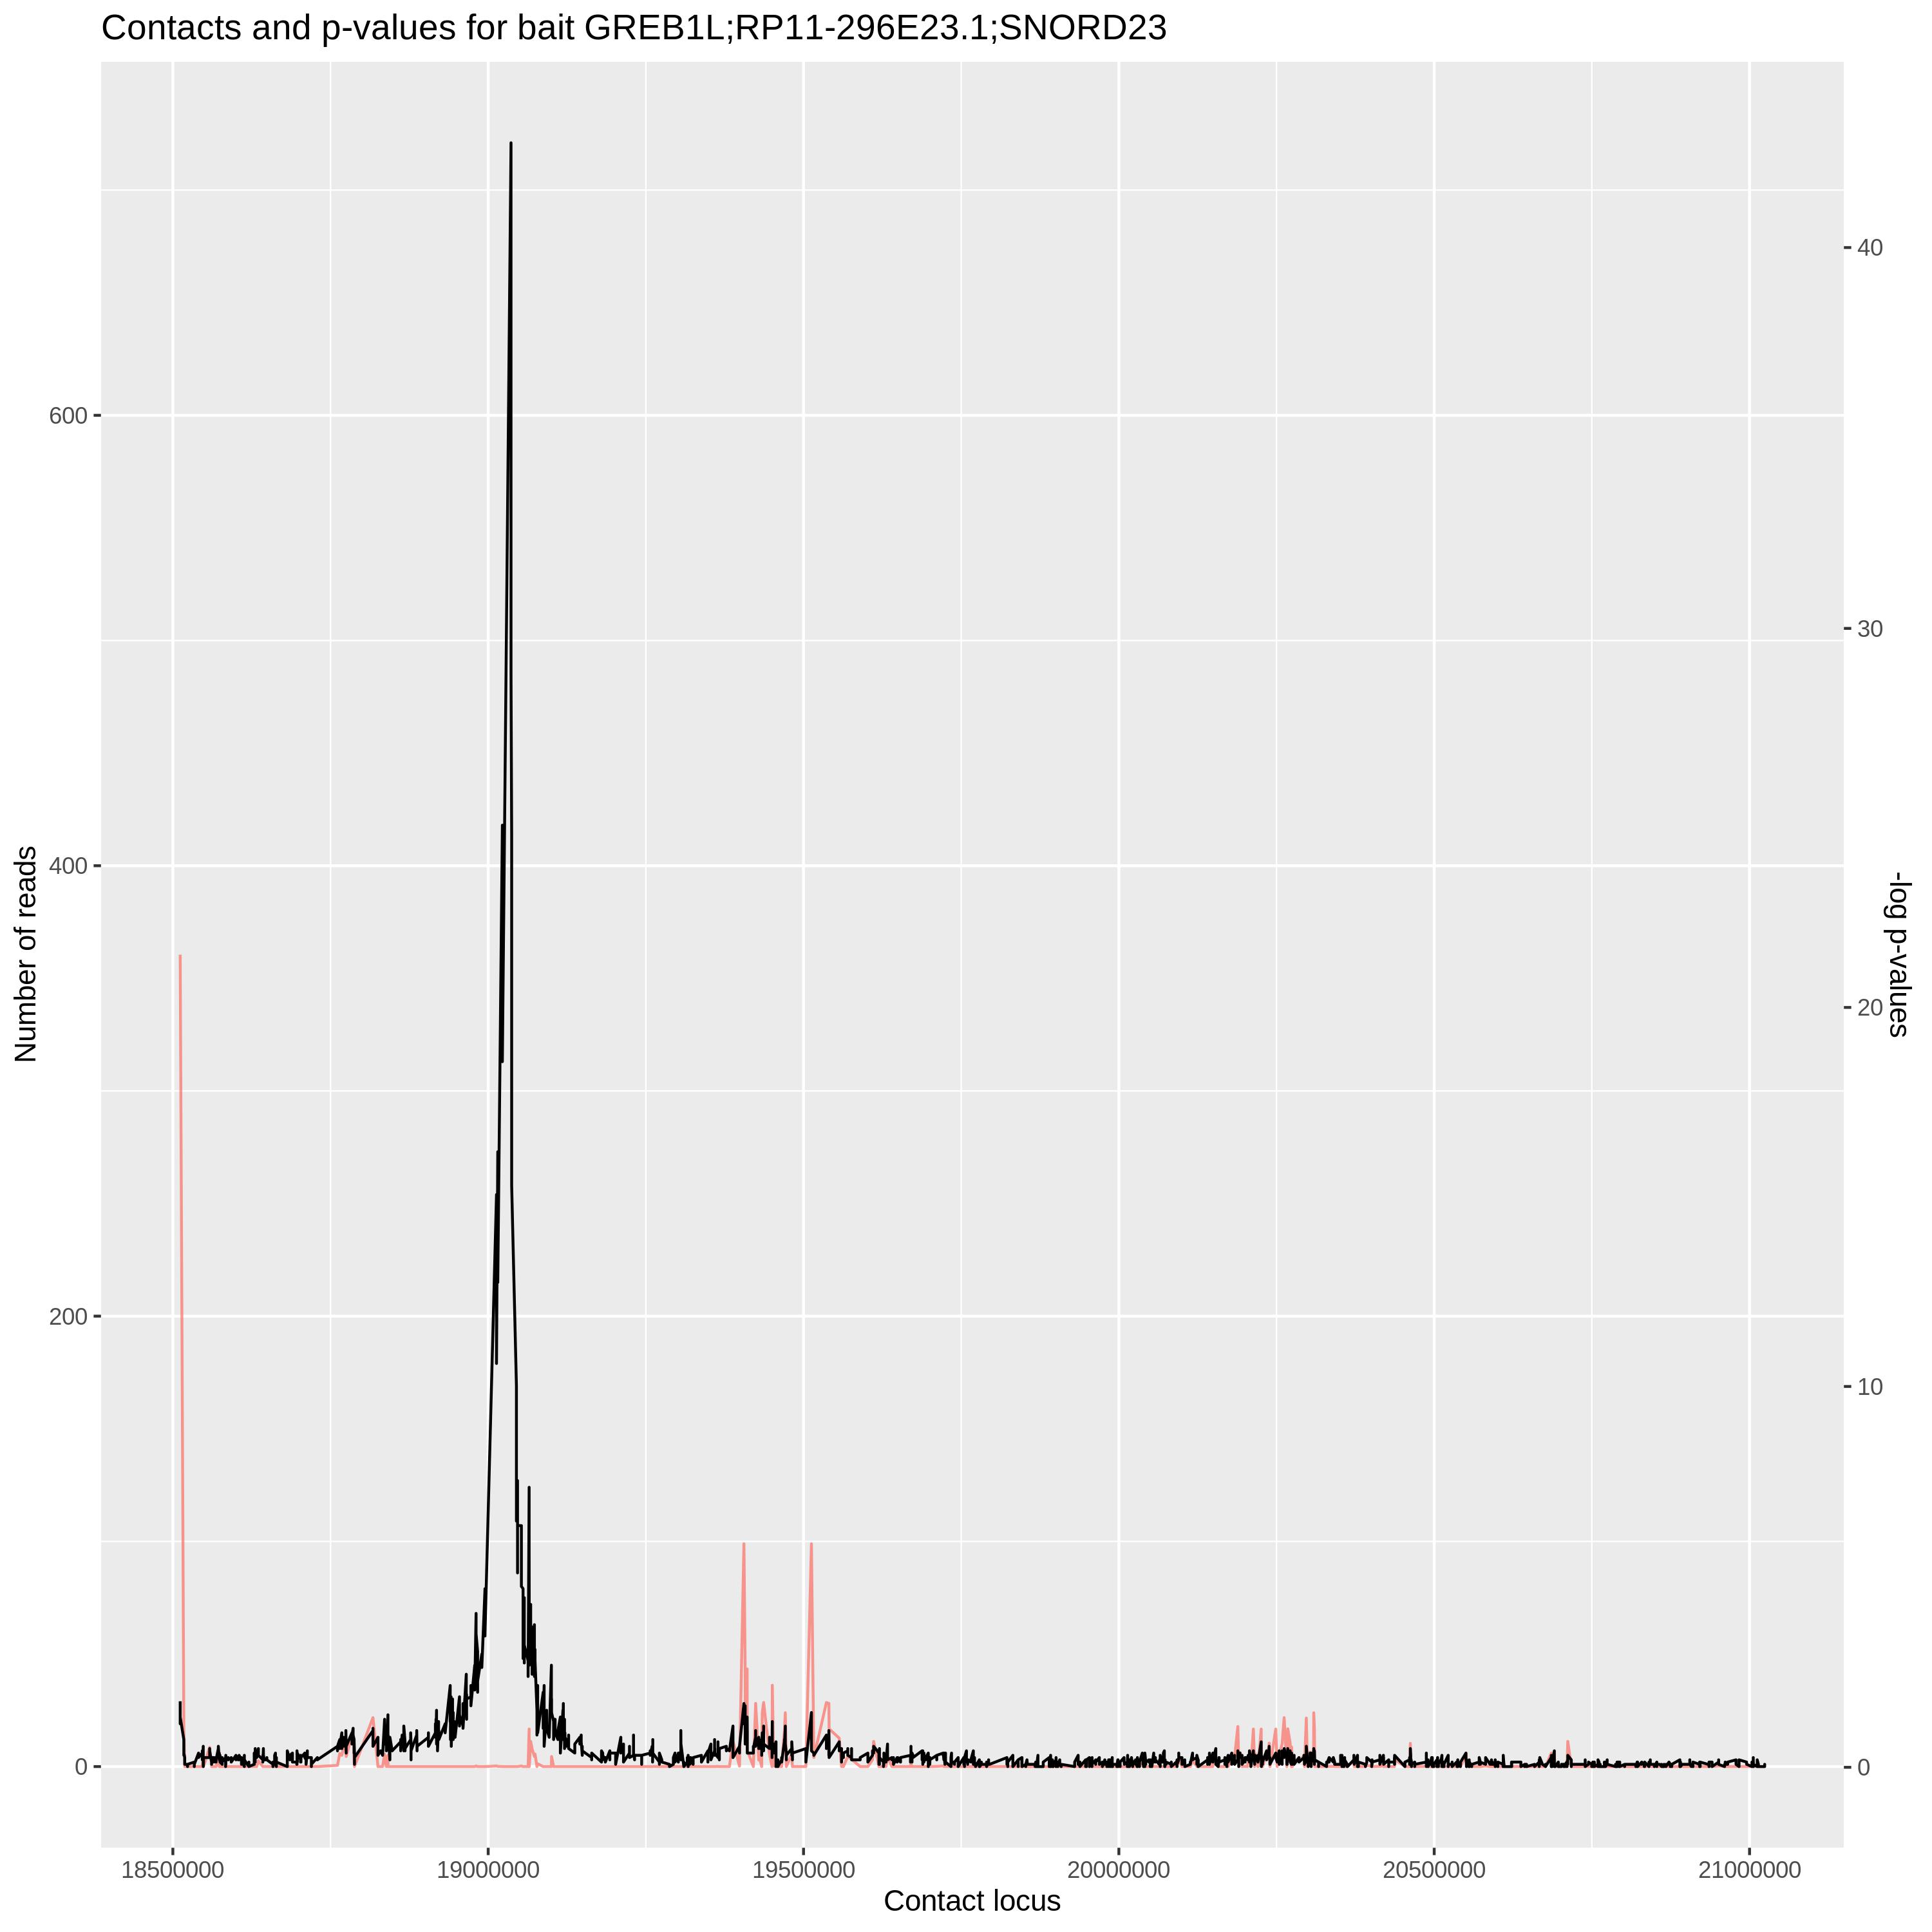 Contacts and p-values for bait GREB1L;RP11-296E23.1;SNORD23
Number of reads
600
400
200
0
40
30
20
10
0
-log p-values
18500000 19000000 19500000 20000000 20500000 21000000
Contact locus